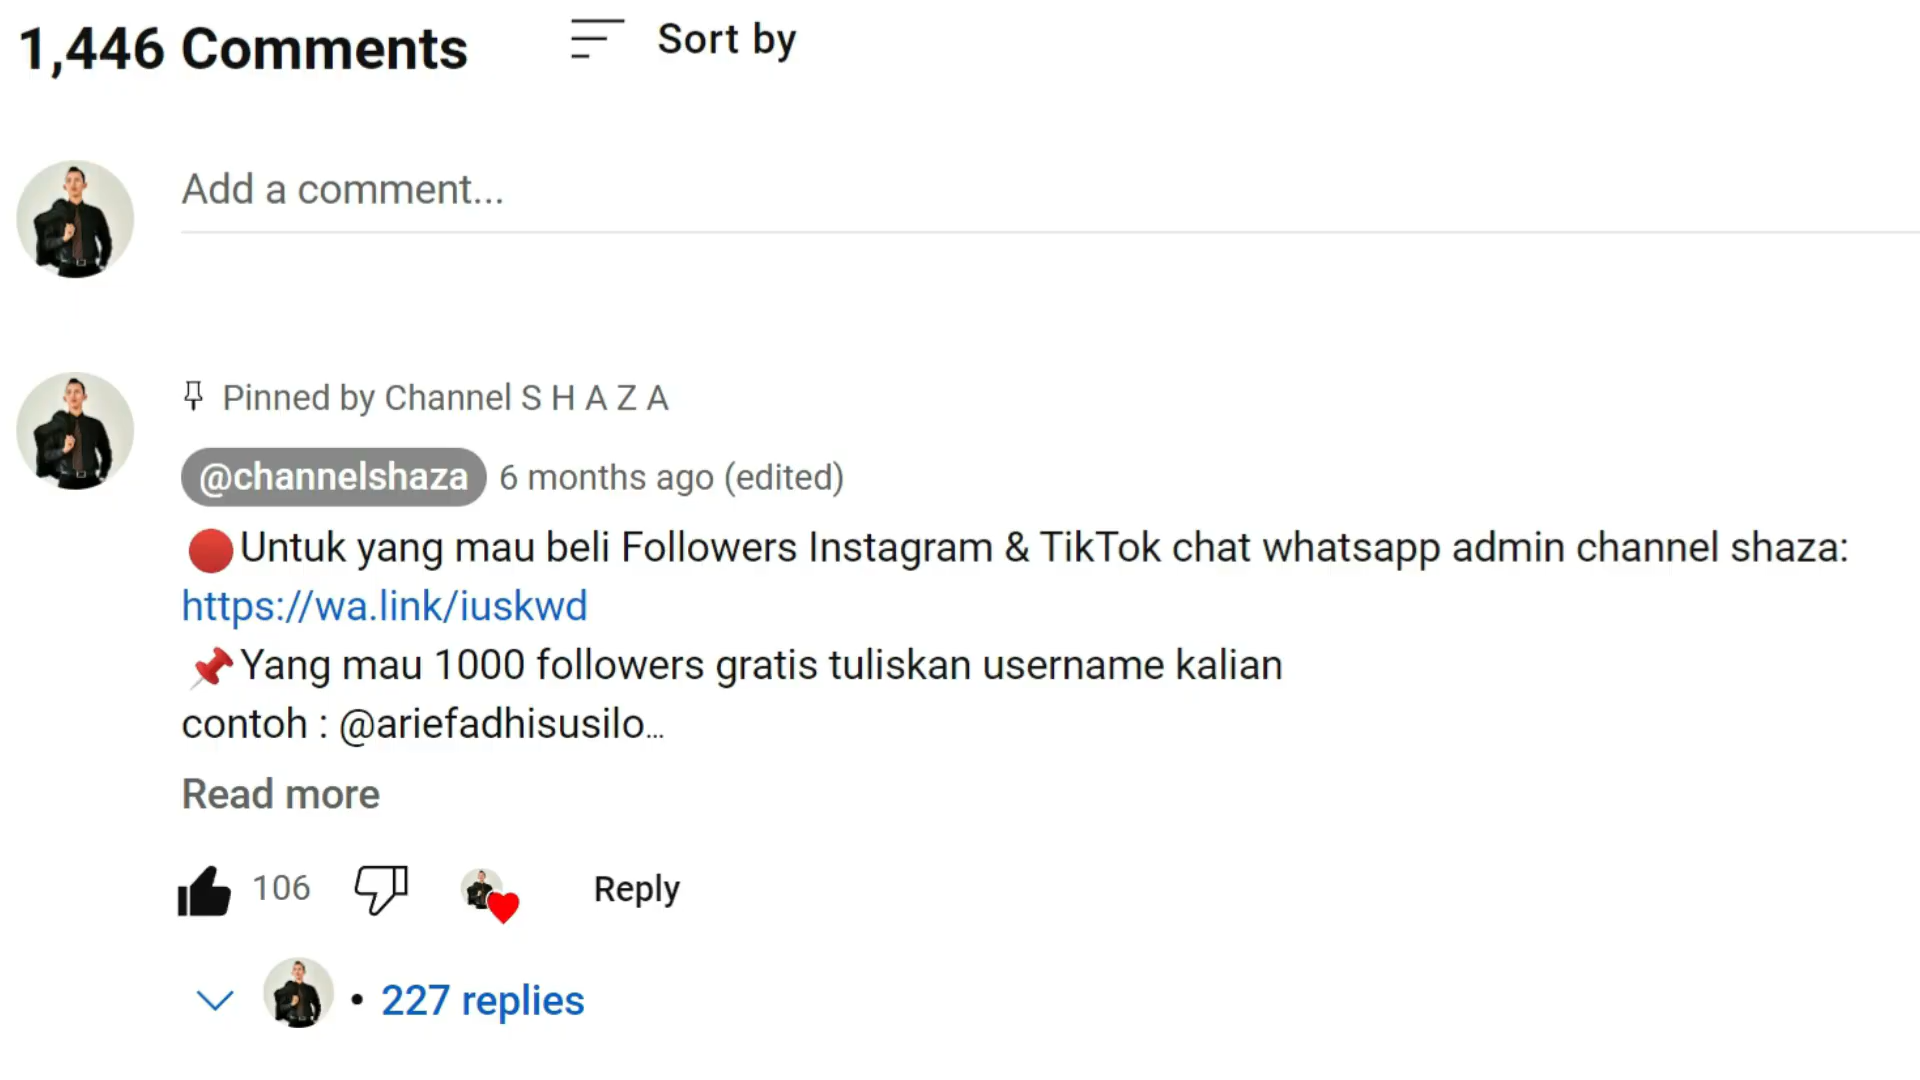 1,446 Comments
Sort by
Add a comment...
Pinned by Channel S H A Z A
@channelshaza 6 months ago (edited)
🔴Untuk yang mau beli Followers Instagram & TikTok chat whatsapp admin channel shaza:
https://wa.link/iuskwd
📌Yang mau 1000 followers gratis tuliskan username kalian
contoh : @ariefadhisusilo...
Read more
106
Reply
• 227 replies